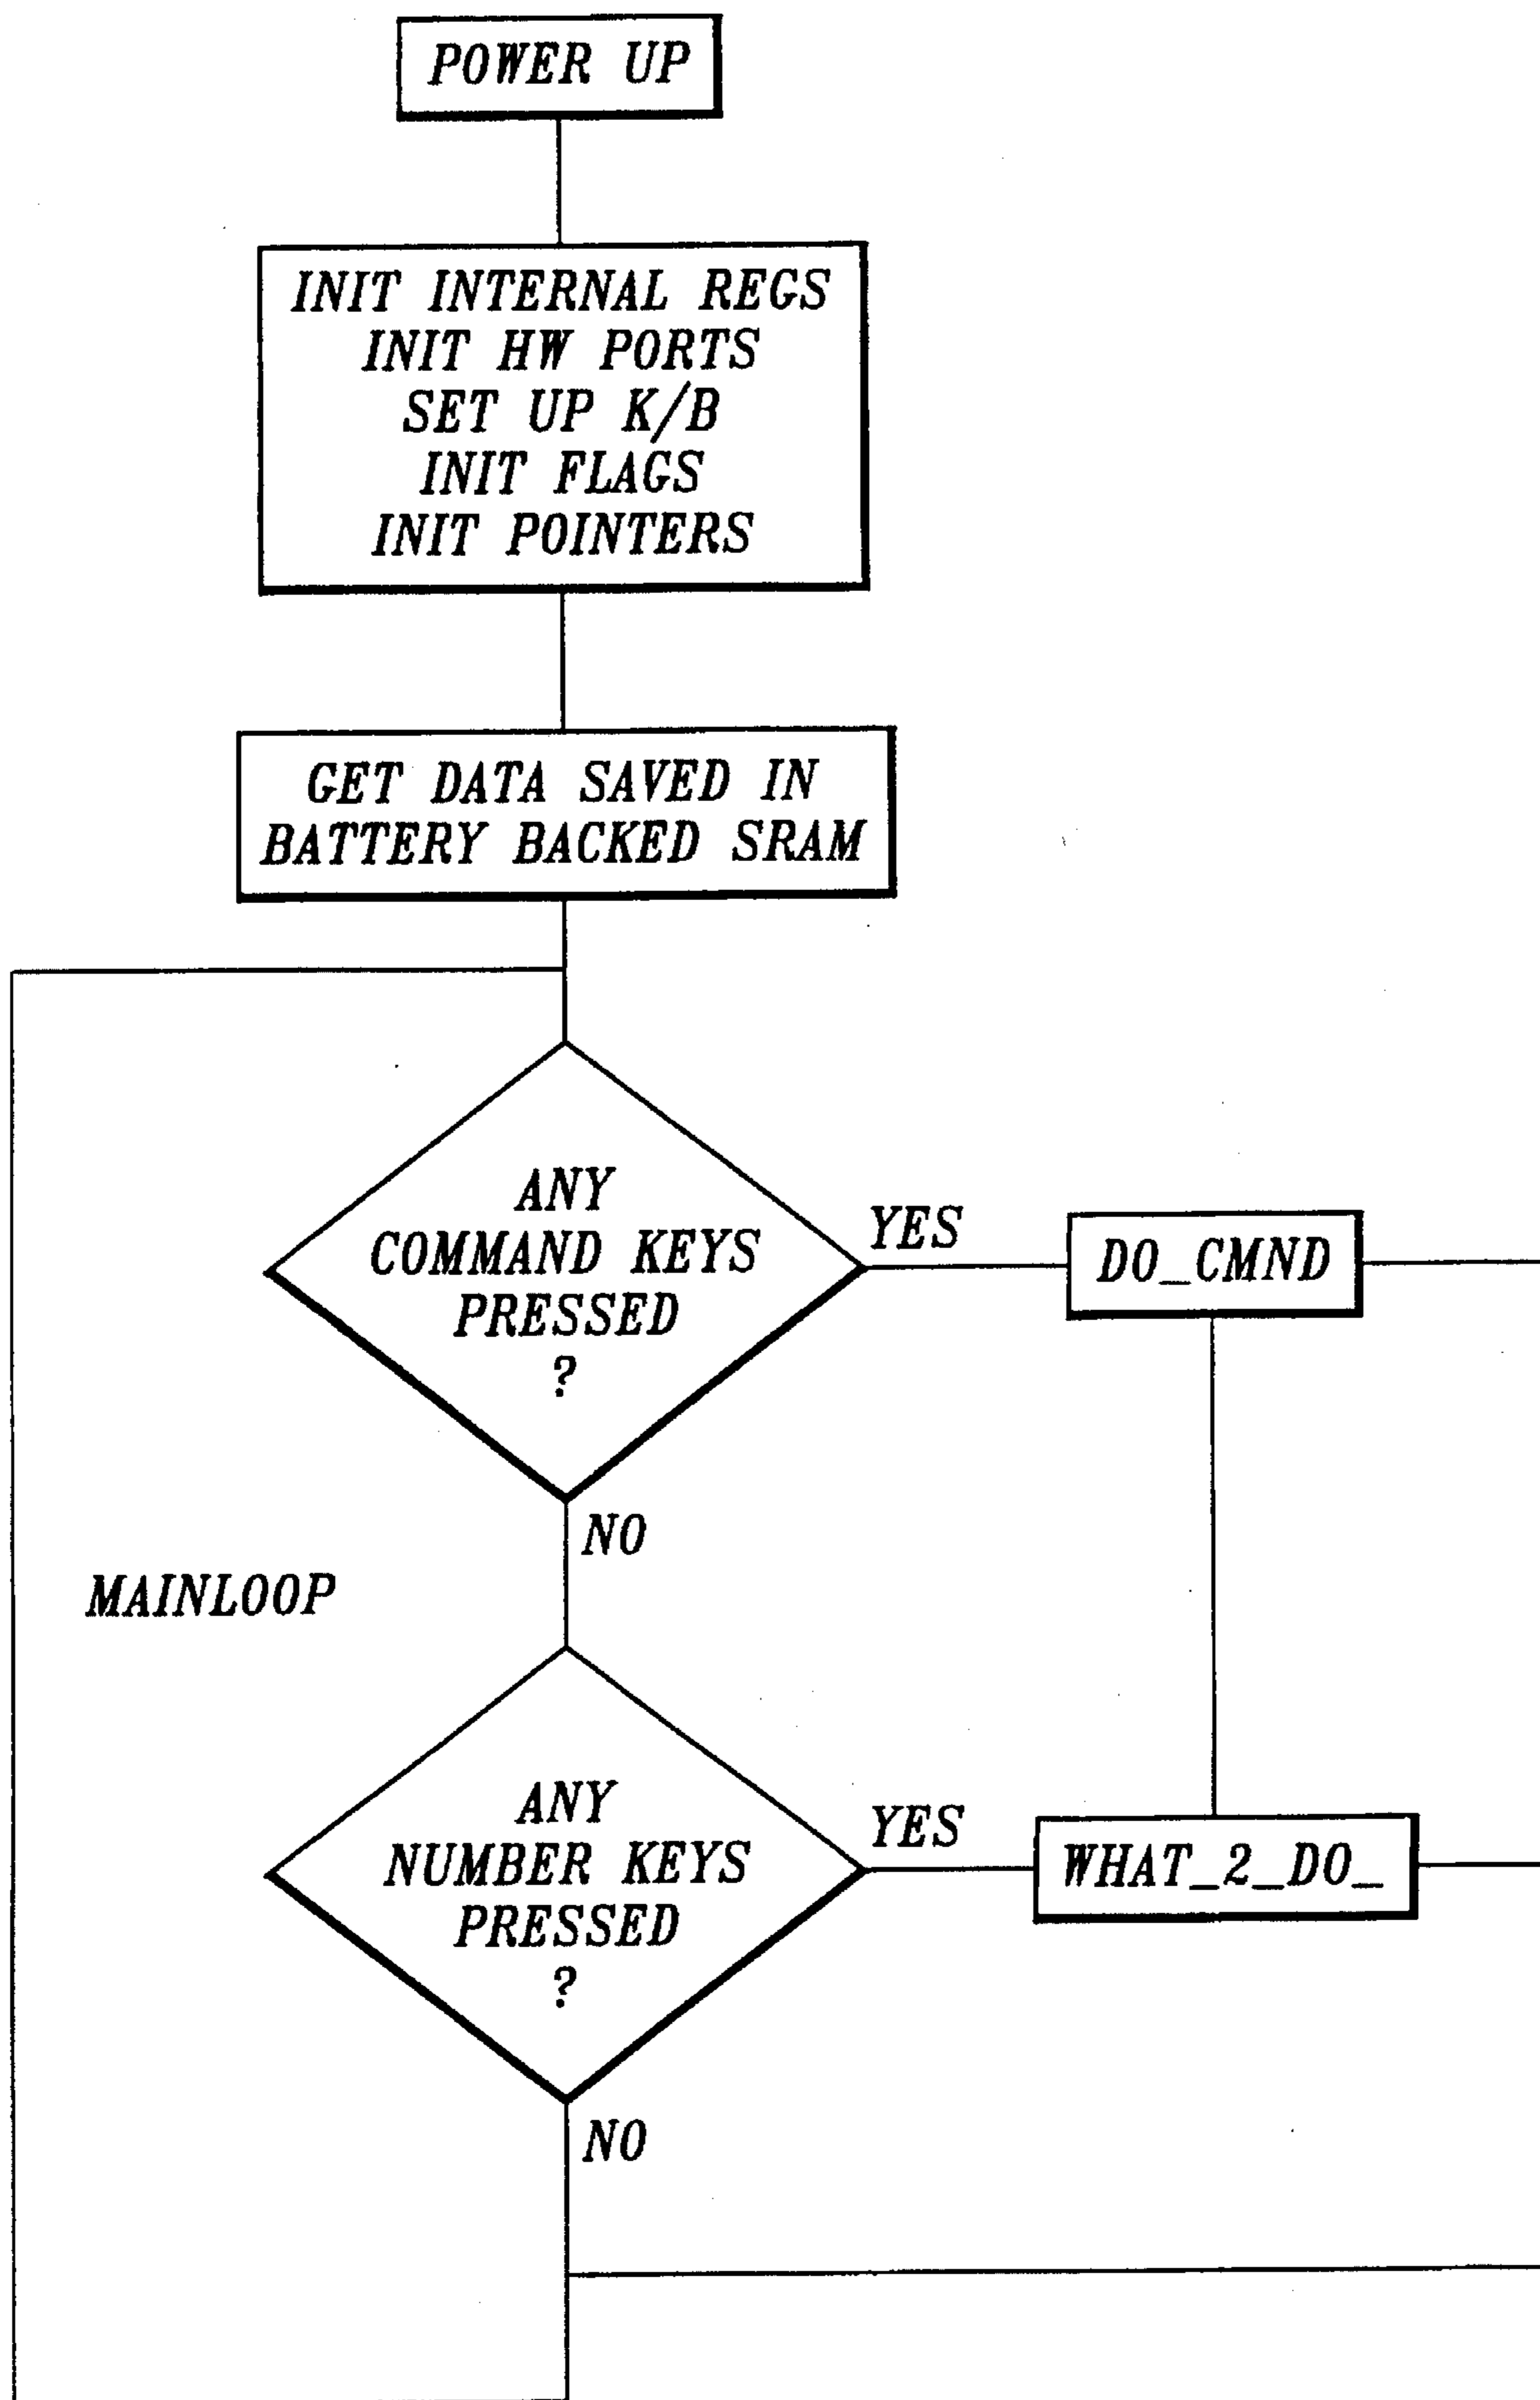 POWER UP
INIT INTERNAL REGS
INIT HW PORTS
SET UP K/B
INIT FLAGS
INIT POINTERS
GET DATA SAVED IN
BATTERY BACKED SRAM
ANY
COMMAND KEYS
PRESSED
?
YES
DO_CMND
NO
MAINLOOP
ANY
NUMBER KEYS
PRESSED
?
YES
WHAT_2_DO_
NO